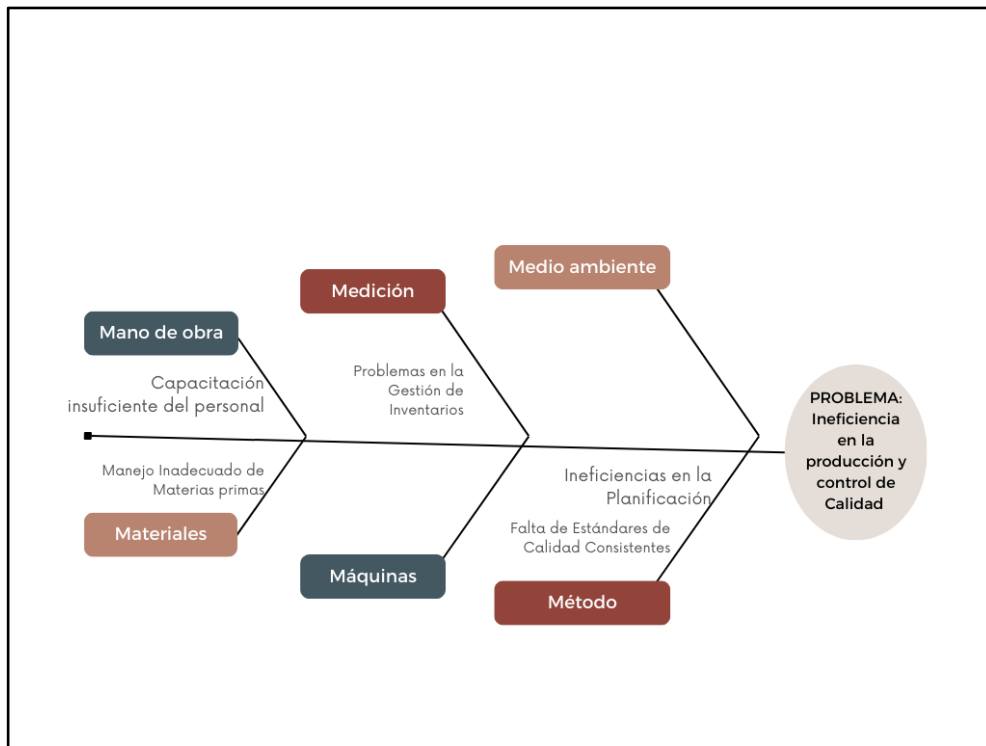 Medio ambiente
Medición
Mano de obra
Problemas en la
Gestión de
Inventarios
Capacitación
insuficiente del personal
PROBLEMA:
Ineficiencia
en la
producción y
control de
Calidad
Manejo Inadecuado de
Materias primas
Ineficiencias en la
Planificación
Falta de Estándares de
Calidad Consistentes
Materiales
Máquinas
Método